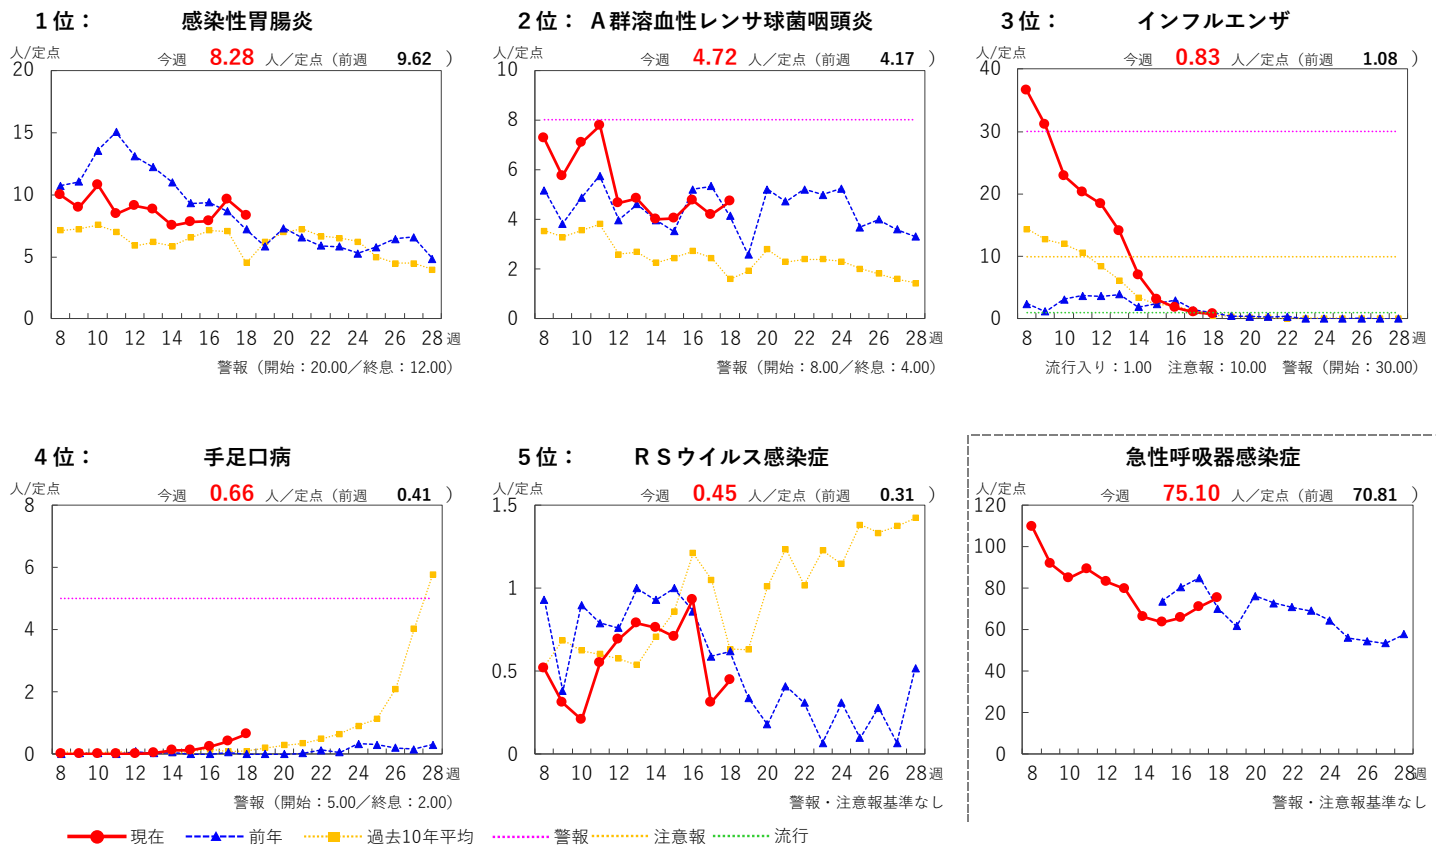 １位： 感染性胃腸炎
人/定点 今週 8.28 人／定点（前週 9.62 ）
20
15
10
5
0
8 10 12 14 16 18 20 22 24 26 28 週
警報（開始：20.00／終息：12.00）
２位： Ａ群溶血性レンサ球菌咽頭炎
人/定点 今週 4.72 人／定点（前週 4.17 ）
10
8
6
4
2
0
8 10 12 14 16 18 20 22 24 26 28 週
警報（開始：8.00／終息：4.00）
３位： インフルエンザ
人/定点 今週 0.83 人／定点（前週 1.08 ）
40
30
20
10
0
8 10 12 14 16 18 20 22 24 26 28 週
流行入り：1.00 注意報：10.00 警報（開始：30.00）
４位： 手足口病
人/定点 今週 0.66 人／定点（前週 0.41 ）
8
6
4
2
0
8 10 12 14 16 18 20 22 24 26 28 週
警報（開始：5.00／終息：2.00）
５位： ＲＳウイルス感染症
人/定点 今週 0.45 人／定点（前週 0.31 ）
1.5
1
0.5
0
8 10 12 14 16 18 20 22 24 26 28 週
警報・注意報基準なし
急性呼吸器感染症
人/定点 今週 75.10 人／定点（前週 70.81 ）
120
100
80
60
40
20
0
8 10 12 14 16 18 20 22 24 26 28 週
警報・注意報基準なし
現在 前年 過去10年平均 警報 注意報 流行